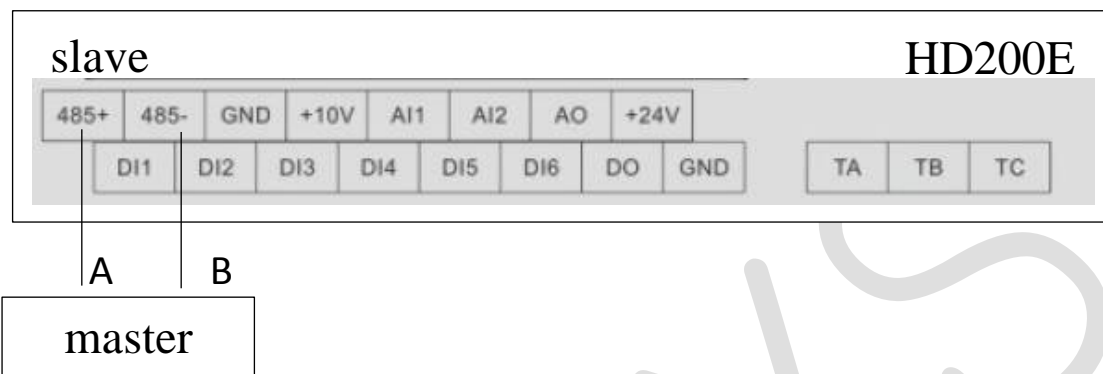 slave HD200E
485+ 485- GND +10V AI1 AI2 AO +24V
DI1 DI2 DI3 DI4 DI5 DI6 DO GND TA TB TC
A B
master